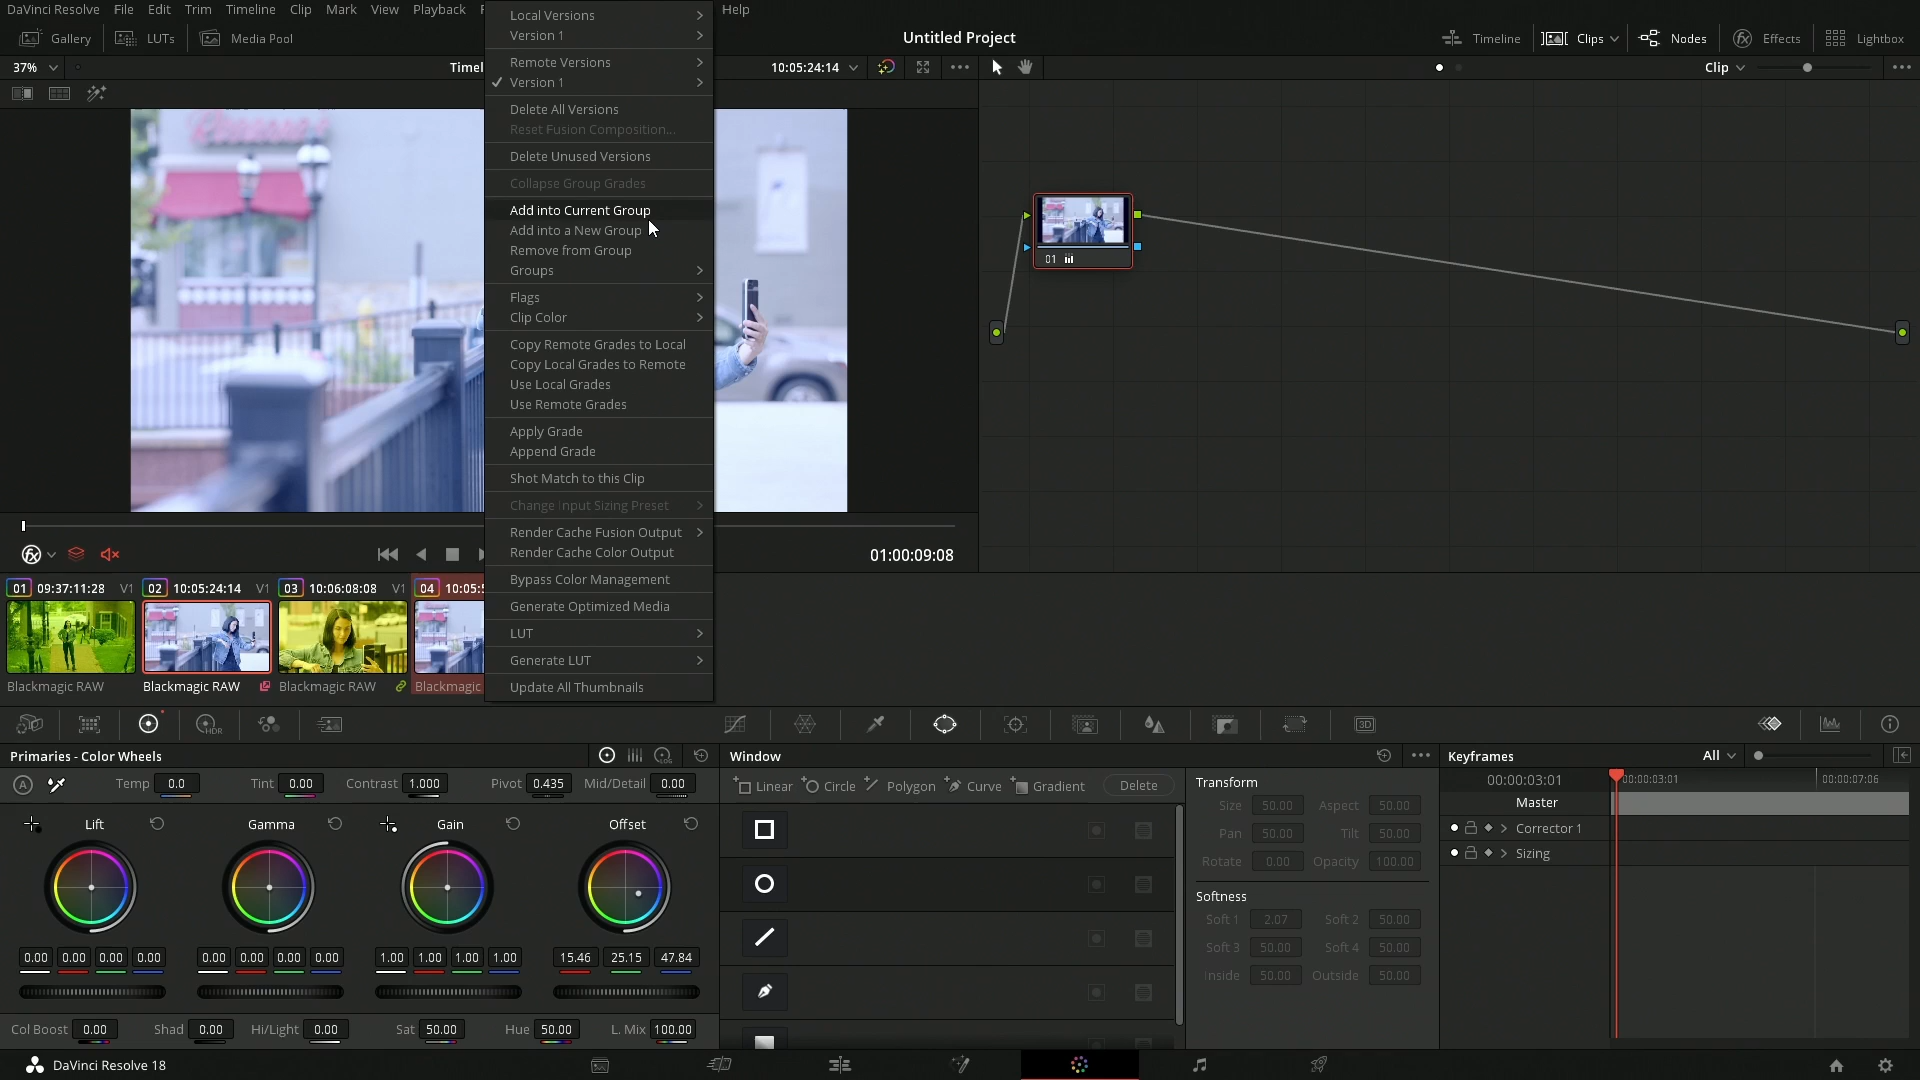 DaVinci Resolve File Edit Trim Timeline Clip Mark View Playback Help
Gallery LUTs Media Pool Untitled Project Timeline Clips Nodes Effects Lightbox
37% Timel 10:05:24:14 Clip
Local Versions
Version 1
Remote Versions
Version 1
Delete All Versions
Reset Fusion Composition...
Delete Unused Versions
Collapse Group Grades
Add into Current Group
Add into a New Group
Remove from Group
Groups
Flags
Clip Color
Copy Remote Grades to Local
Copy Local Grades to Remote
Use Local Grades
Use Remote Grades
Apply Grade
Append Grade
Shot Match to this Clip
Change Input Sizing Preset
Render Cache Fusion Output
Render Cache Color Output
Bypass Color Management
Generate Optimized Media
LUT
Generate LUT
Update All Thumbnails
01
01:00:09:08
01 09:37:11:28 V1 02 10:05:24:14 V1 03 10:06:08:08 V1 04 10:05:5
Blackmagic RAW Blackmagic RAW Blackmagic RAW Blackmagic
HDR 3D
Primaries - Color Wheels Window Keyframes All
A Temp 0.0 Tint 0.00 Contrast 1.000 Pivot 0.435 Mid/Detail 0.00
Linear Circle Polygon Curve Gradient Delete
Lift Gamma Gain Offset
0.00 0.00 0.00 0.00 0.00 0.00 0.00 0.00 1.00 1.00 1.00 1.00 15.46 25.15 47.84
Col Boost 0.00 Shad 0.00 Hi/Light 0.00 Sat 50.00 Hue 50.00 L. Mix 100.00
Transform
Size 50.00 Aspect 50.00
Pan 50.00 Tilt 50.00
Rotate 0.00 Opacity 100.00
Softness
Soft 1 2.07 Soft 2 50.00
Soft 3 50.00 Soft 4 50.00
Inside 50.00 Outside 50.00
00:00:03:01 00:00:03:01 00:00:07:06
Master
Corrector 1
Sizing
DaVinci Resolve 18